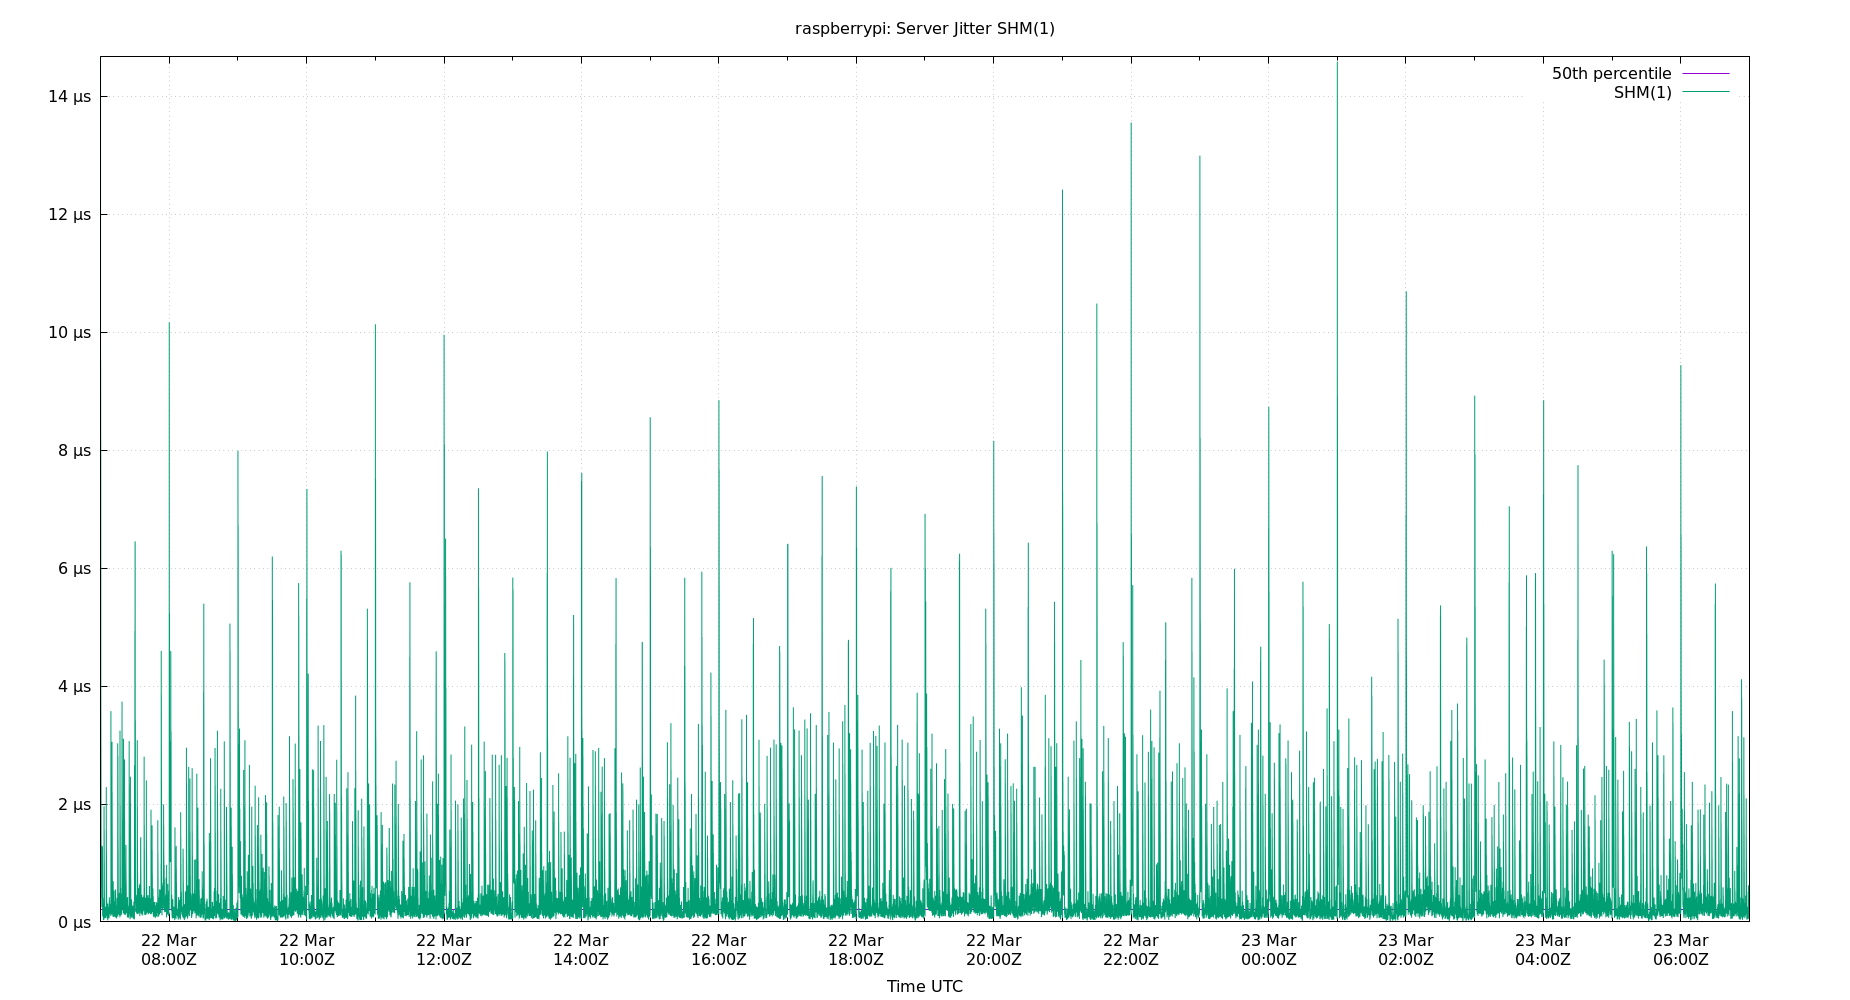 raspberrypi: Server Jitter SHM(1)
50th percentile
SHM(1)
14 µs
12 µs
10 µs
8 µs
6 µs
4 µs
2 µs
0 µs
22 Mar 22 Mar 22 Mar 22 Mar 22 Mar 22 Mar 22 Mar 22 Mar 23 Mar 23 Mar 23 Mar 23 Mar
08:00Z 10:00Z 12:00Z 14:00Z 16:00Z 18:00Z 20:00Z 22:00Z 00:00Z 02:00Z 04:00Z 06:00Z
Time UTC